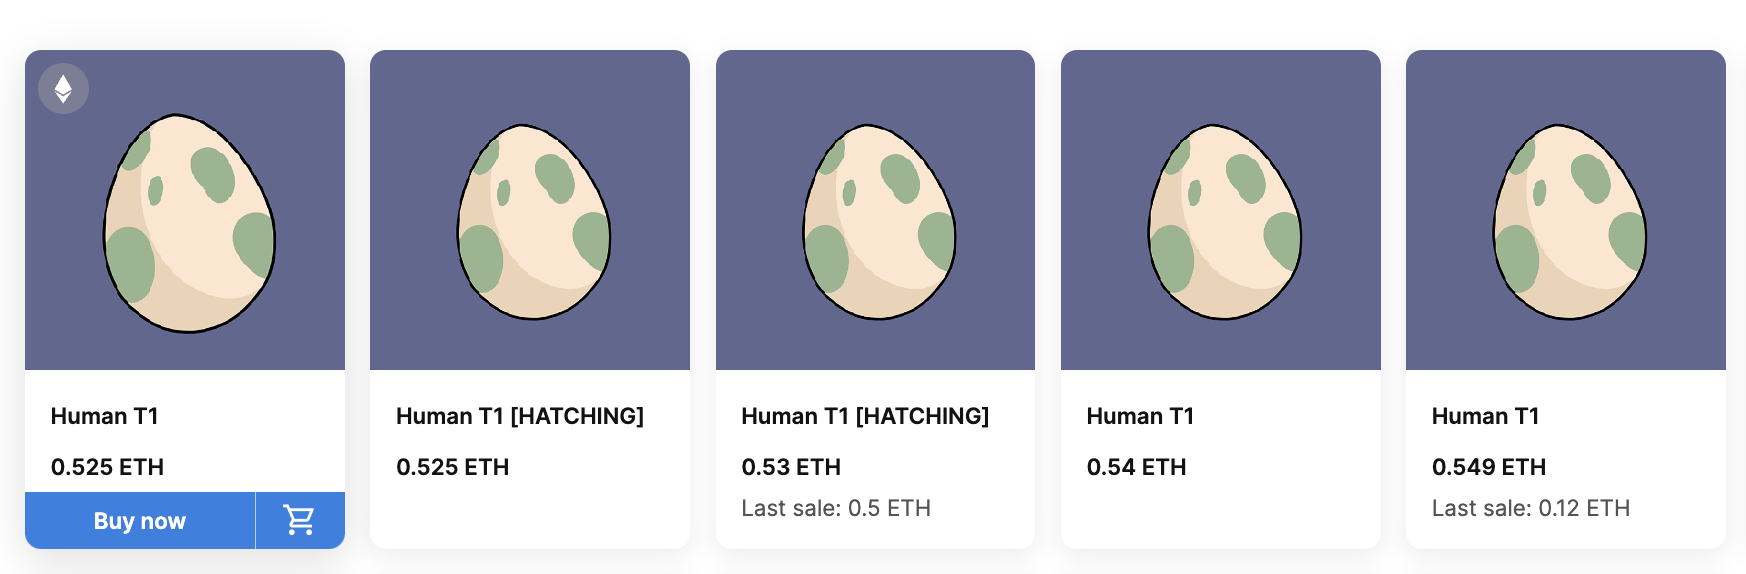 Human T1
0.525 ETH
Buy now
Human T1 [HATCHING]
0.525 ETH
Human T1 [HATCHING]
0.53 ETH
Last sale: 0.5 ETH
Human T1
0.54 ETH
Human T1
0.549 ETH
Last sale: 0.12 ETH